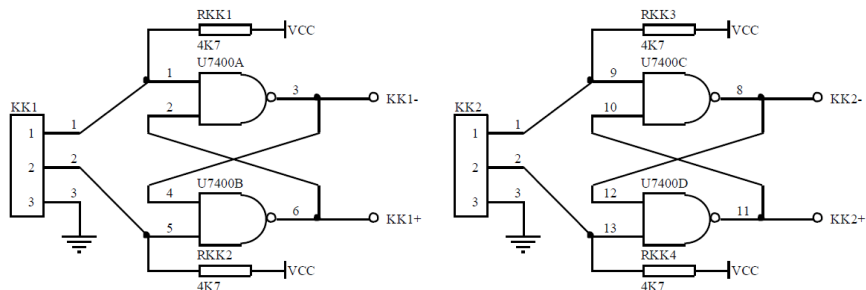 RKK1
VCC
4K7
U7400A
1
3
KK1-
2
KK1
1
1
2
2
3
3
4
U7400B
6
KK1+
5
RKK2
VCC
4K7
RKK3
VCC
4K7
U7400C
9
8
KK2-
10
KK2
1
1
2
2
3
3
12
U7400D
11
KK2+
13
RKK4
VCC
4K7